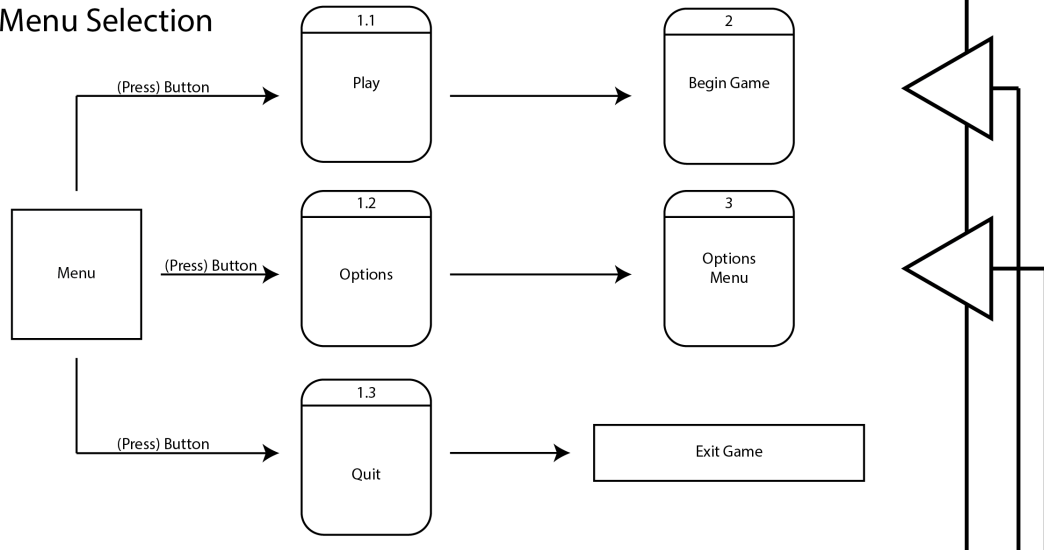 Menu Selection
1.1
Play
(Press) Button
2
Begin Game
Menu
(Press) Button
1.2
Options
3
Options
Menu
(Press) Button
1.3
Quit
Exit Game